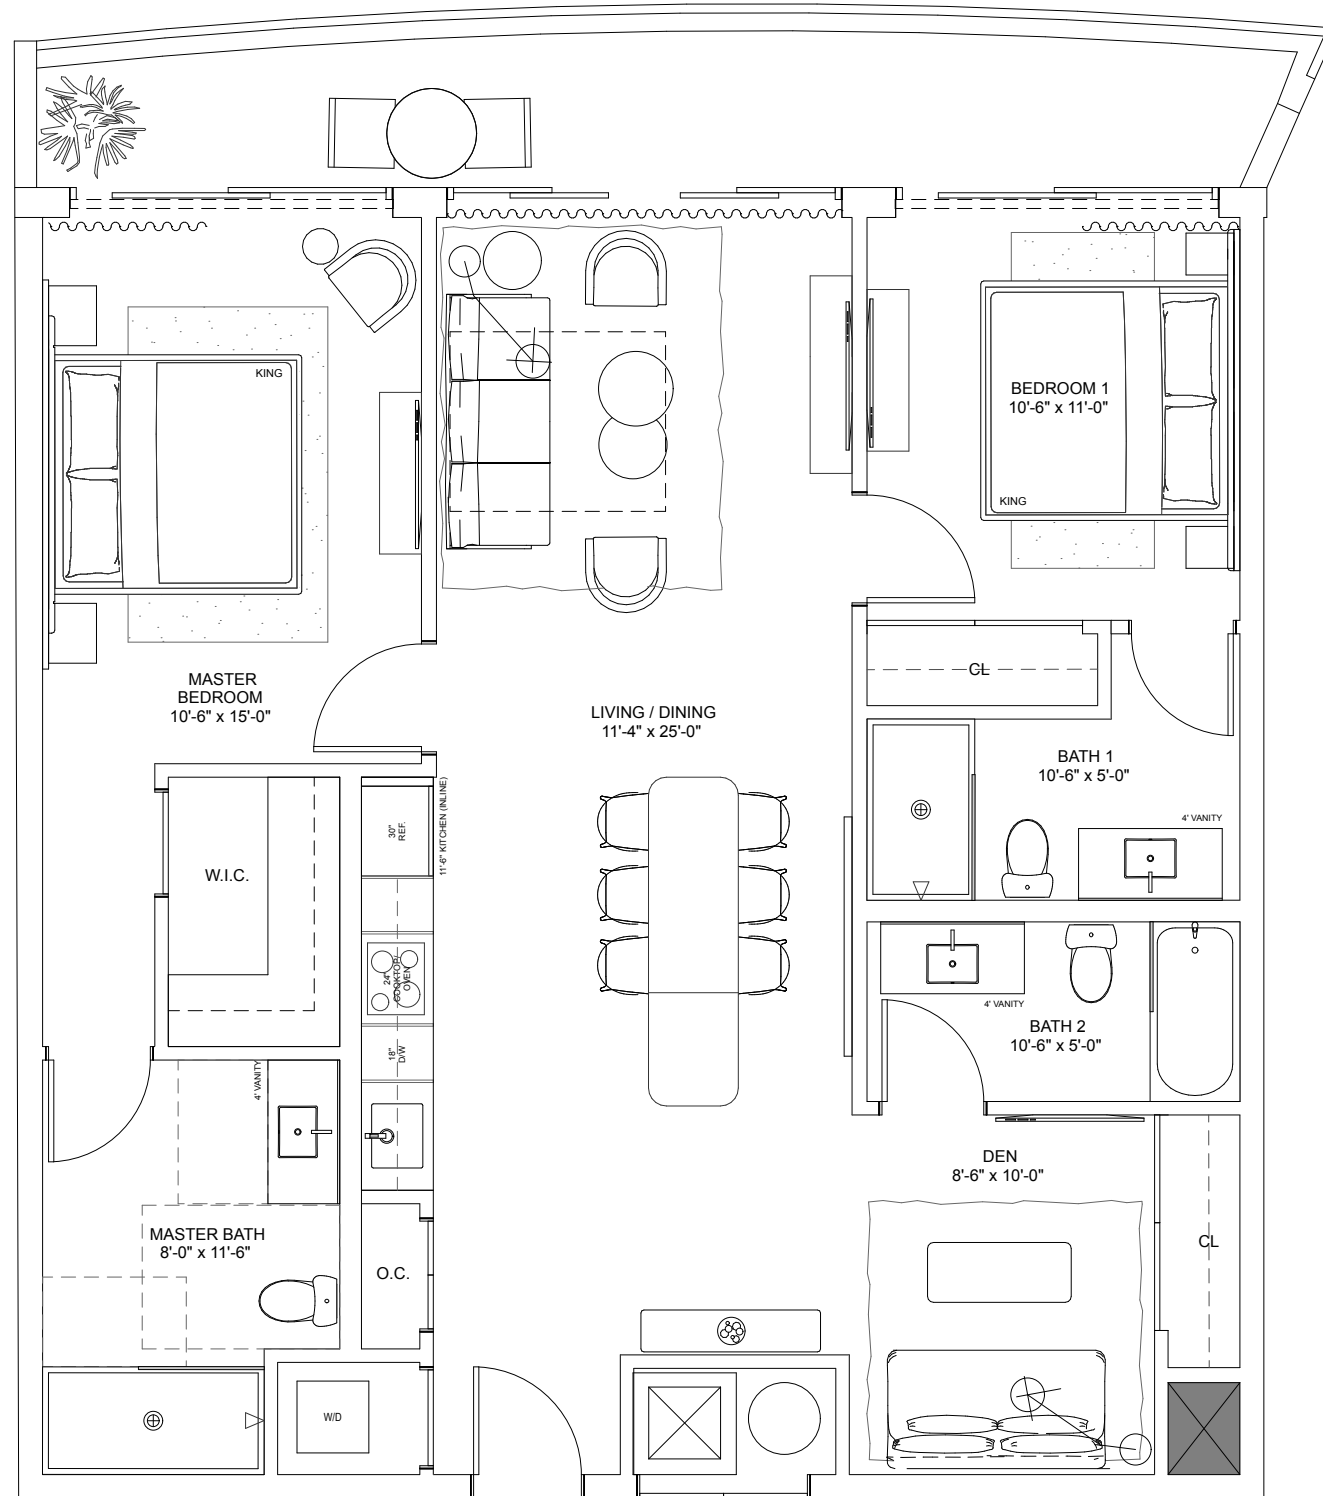 KING
BEDROOM 1
10'-6" x 11'-0"
KING
MASTER
BEDROOM
10'-6" x 15'-0"
CL
LIVING / DINING
11'-4" x 25'-0"
BATH 1
10'-6" x 5'-0"
4' VANITY
30"
REF.
11'-6" KITCHEN (INLINE)
W.I.C.
24"
COOKTOP/
OVEN
4' VANITY
BATH 2
10'-6" x 5'-0"
18"
D/W
4' VANITY
DEN
8'-6" x 10'-0"
MASTER BATH
8'-0" x 11'-6"
CL
O.C.
W/D